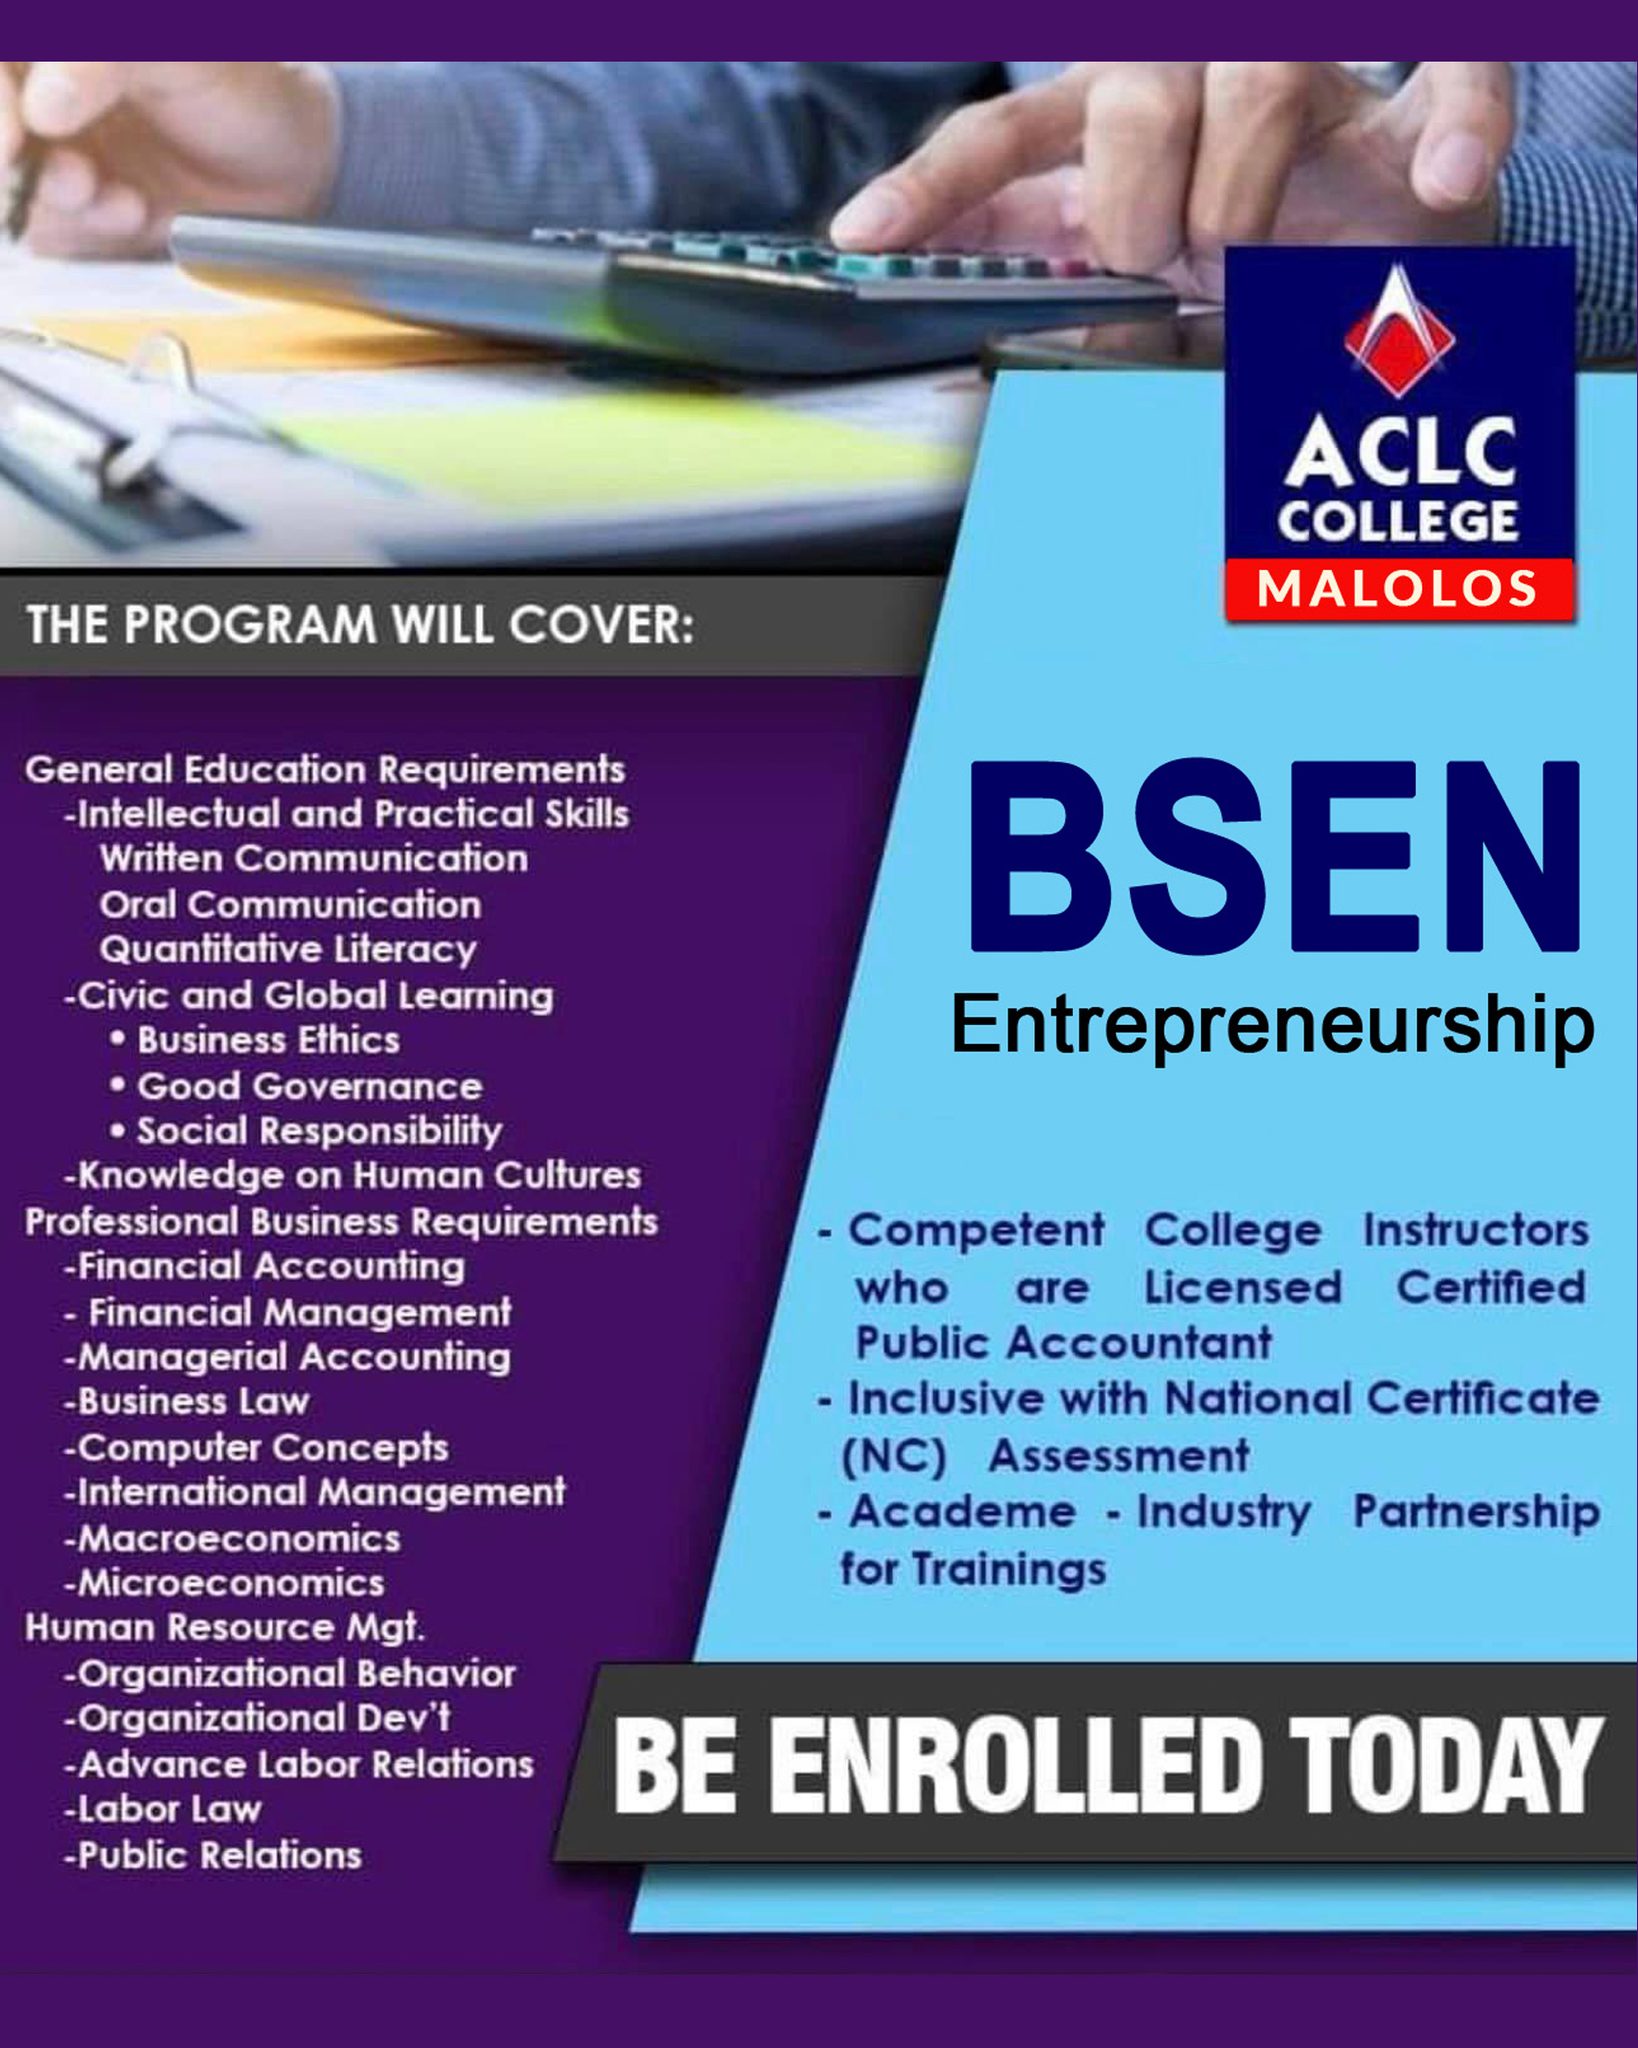 ACLC
COLLEGE
MALOLOS
THE PROGRAM WILL COVER:
General Education Requirements
-Intellectual and Practical Skills
Written Communication
Oral Communication
Quantitative Literacy
-Civic and Global Learning
• Business Ethics
• Good Governance
• Social Responsibility
-Knowledge on Human Cultures
Professional Business Requirements
-Financial Accounting
- Financial Management
-Managerial Accounting
-Business Law
-Computer Concepts
-International Management
-Macroeconomics
-Microeconomics
Human Resource Mgt.
-Organizational Behavior
-Organizational Dev't
-Advance Labor Relations
-Labor Law
-Public Relations
BSEN
Entrepreneurship
- Competent College Instructors
who are Licensed Certified
Public Accountant
- Inclusive with National Certificate
(NC) Assessment
- Academe - Industry Partnership
for Trainings
BE ENROLLED TODAY